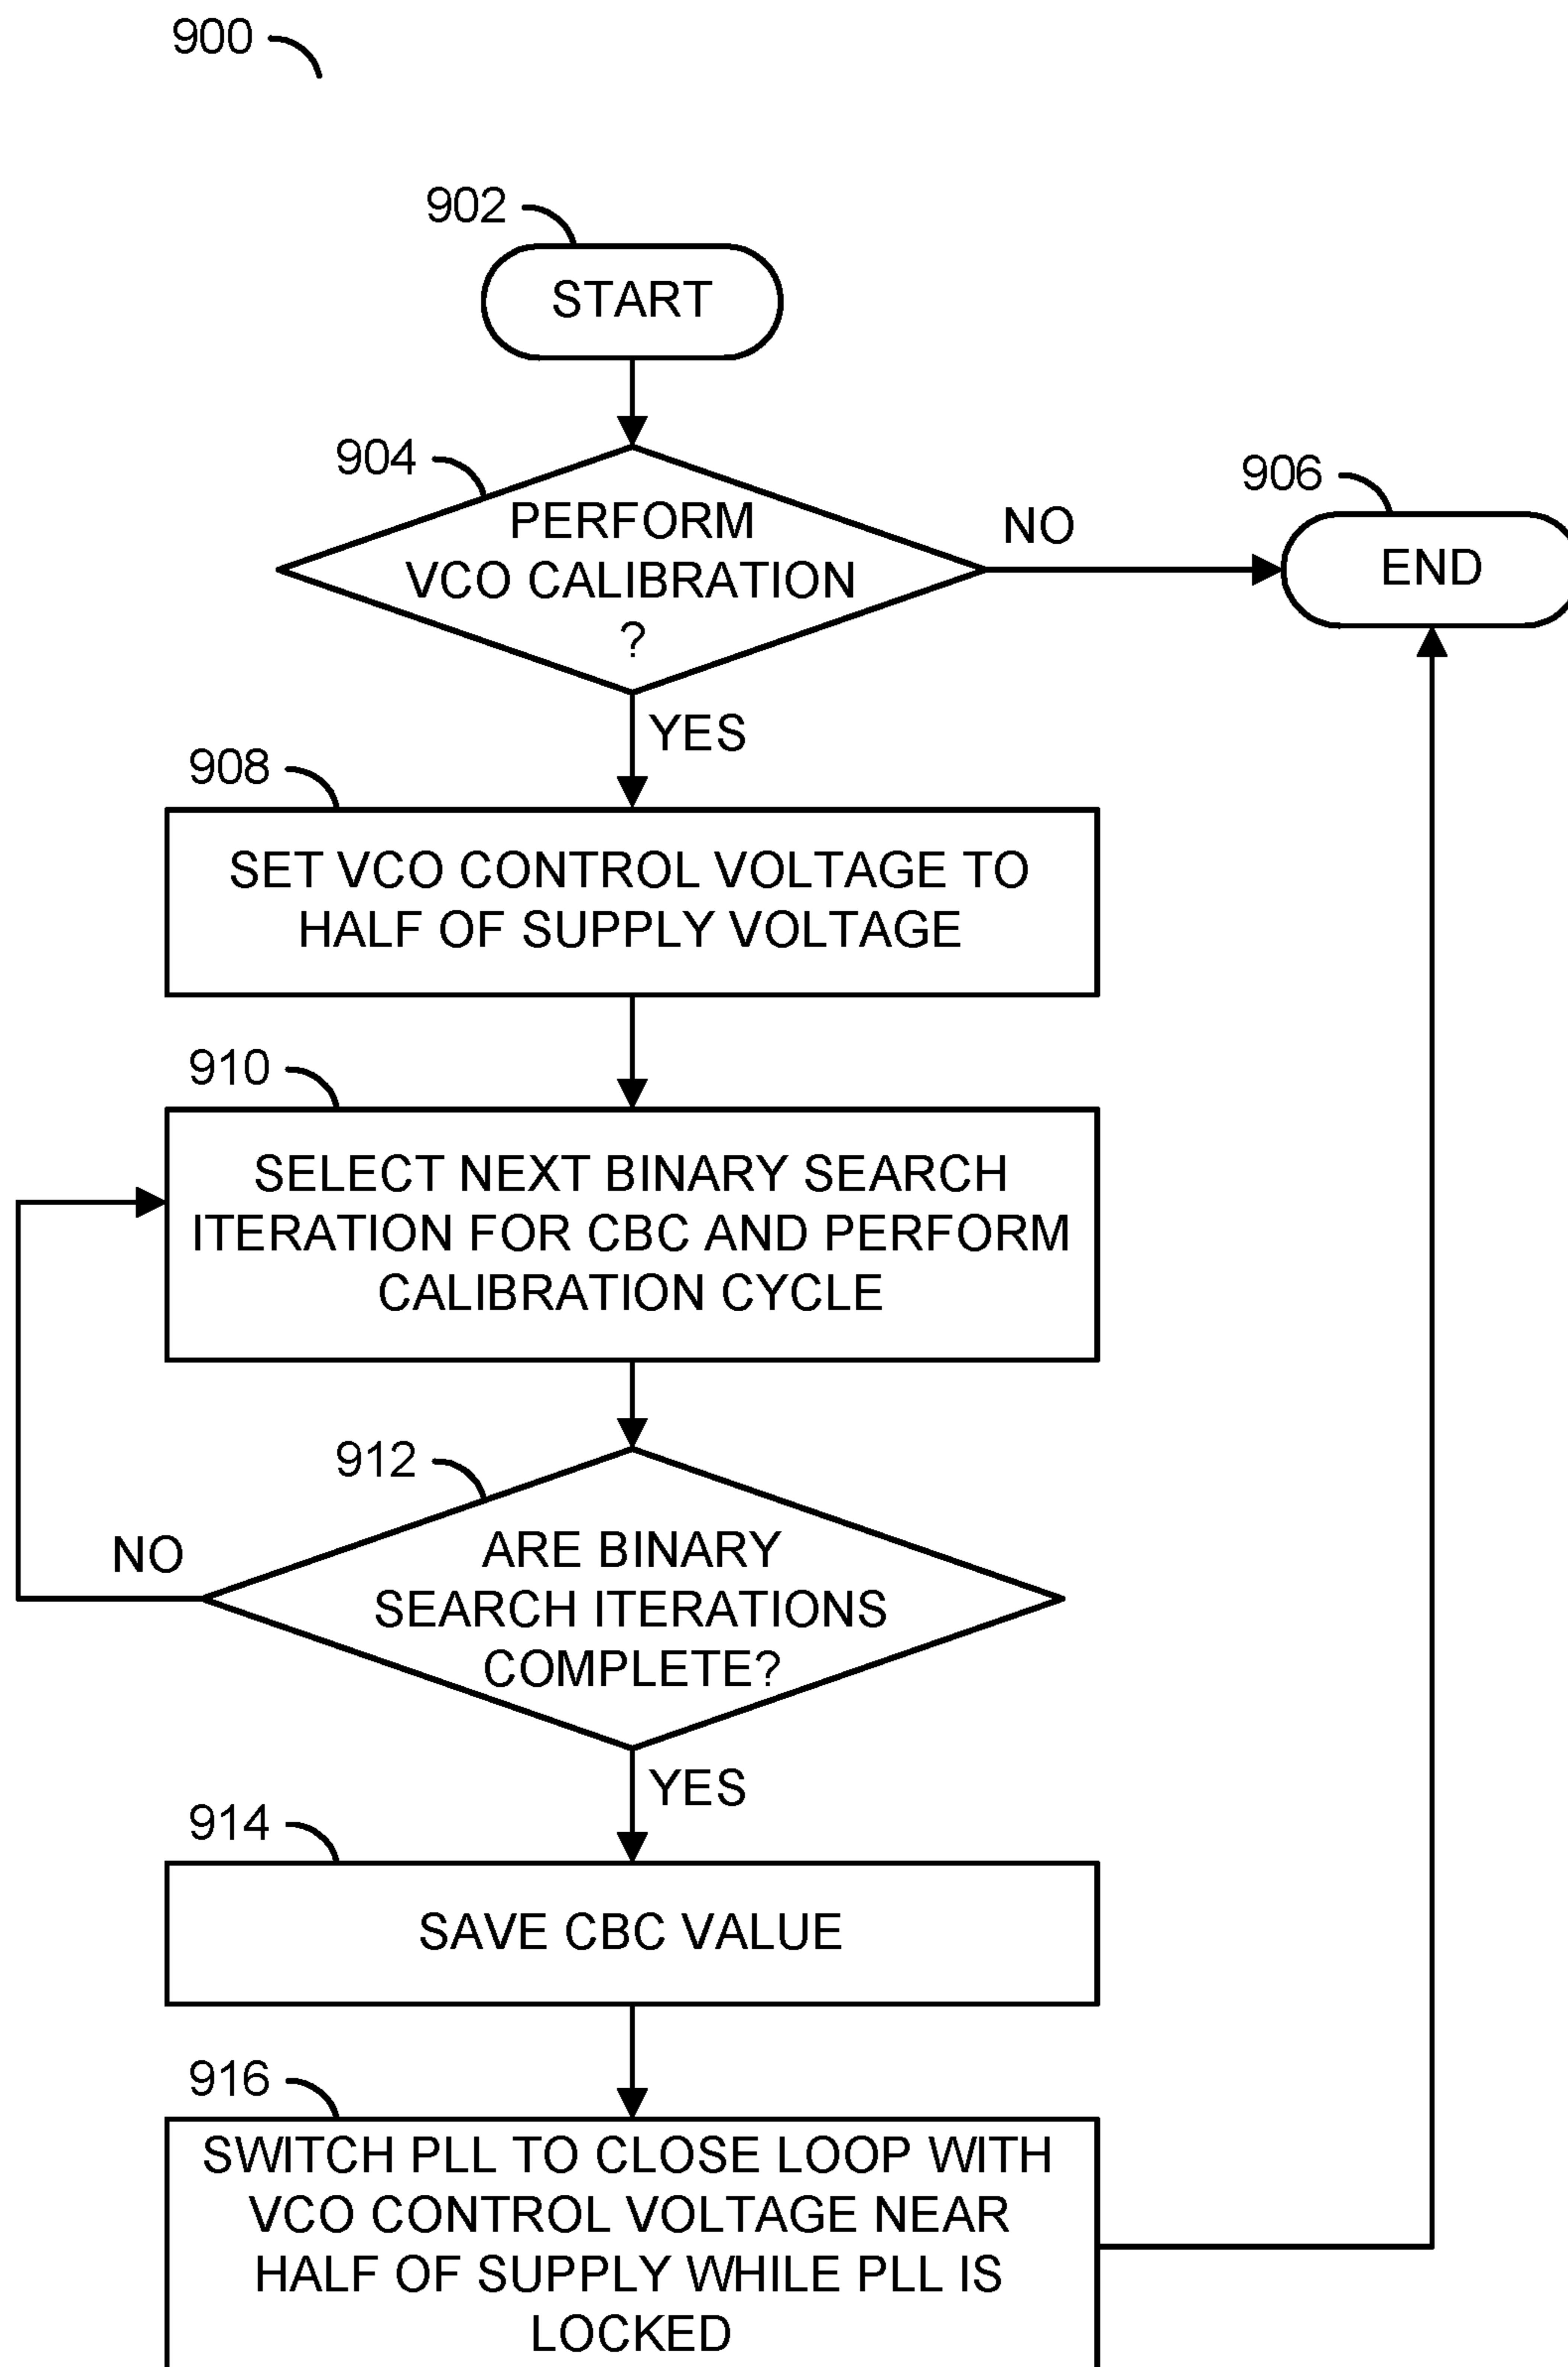 900
902
START
904
PERFORM
VCO CALIBRATION
?
NO
906
END
YES
908
SET VCO CONTROL VOLTAGE TO
HALF OF SUPPLY VOLTAGE
910
SELECT NEXT BINARY SEARCH
ITERATION FOR CBC AND PERFORM
CALIBRATION CYCLE
912
NO
ARE BINARY
SEARCH ITERATIONS
COMPLETE?
YES
914
SAVE CBC VALUE
916
SWITCH PLL TO CLOSE LOOP WITH
VCO CONTROL VOLTAGE NEAR
HALF OF SUPPLY WHILE PLL IS
LOCKED